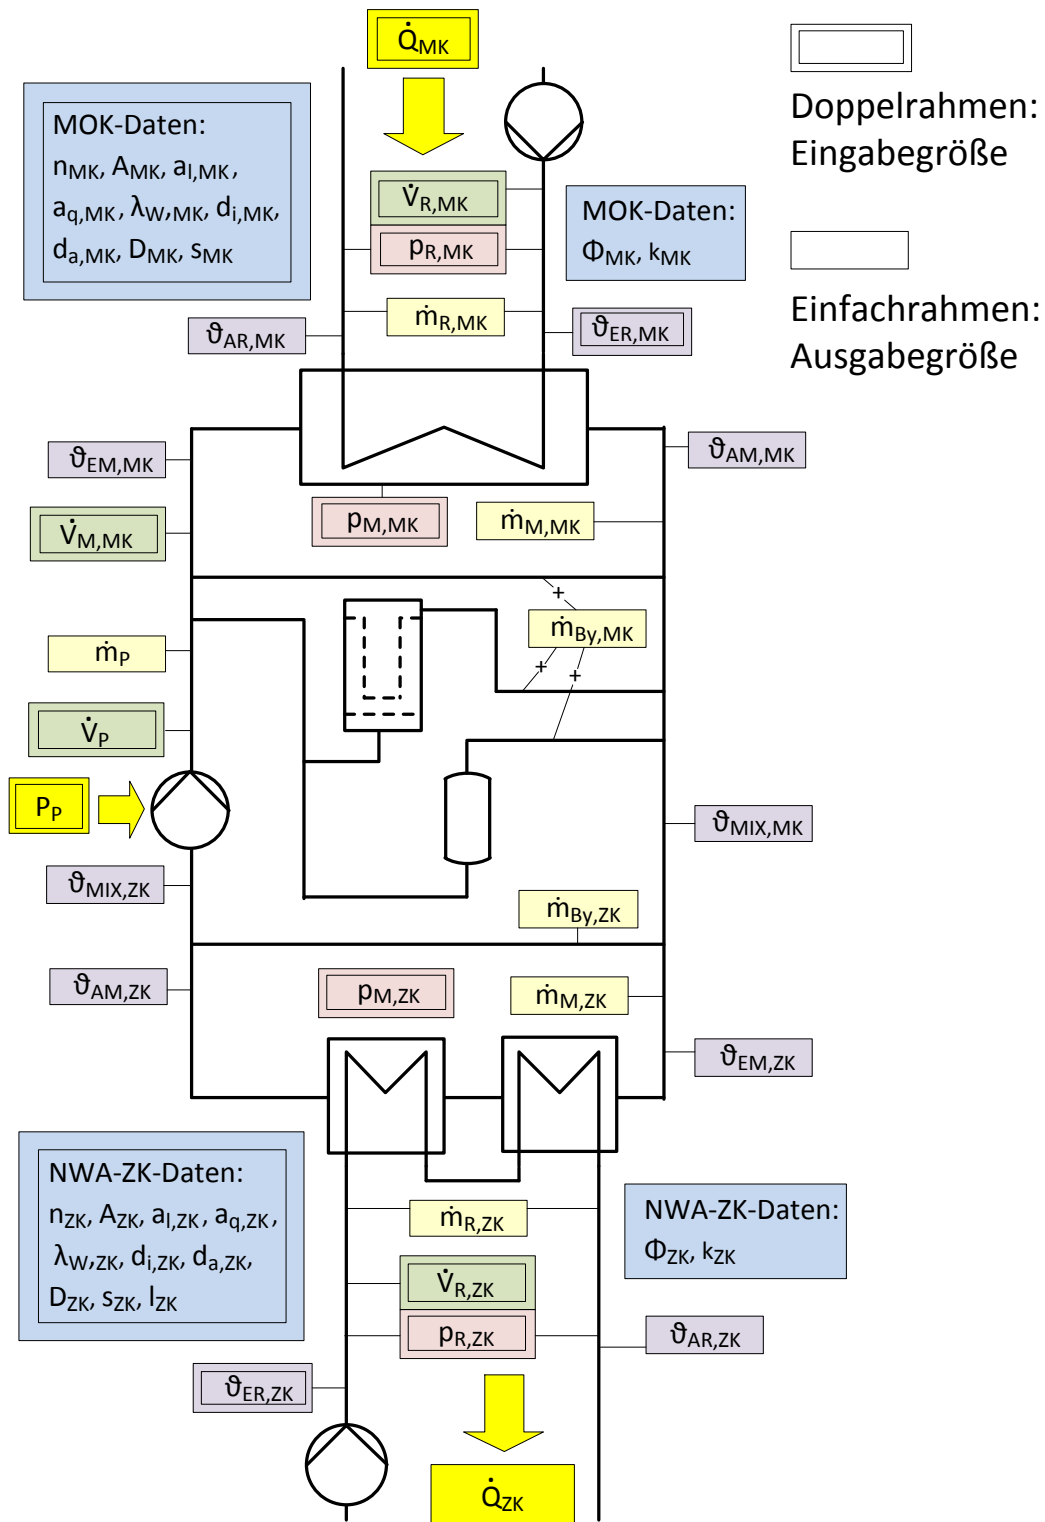 Q̇MK
Doppelrahmen:
Eingabegröße
MOK-Daten:
nMK, AMK, al,MK,
aq,MK, λW,MK, di,MK,
da,MK, DMK, sMK
V̇R,MK
pR,MK
MOK-Daten:
ΦMK, kMK
Einfachrahmen:
Ausgabegröße
ṁR,MK
ϑAR,MK
ϑER,MK
ϑEM,MK
ϑAM,MK
pM,MK
ṁM,MK
V̇M,MK
+
ṁBy,MK
+
+
ṁP
V̇P
PP
ϑMIX,MK
ϑMIX,ZK
ṁBy,ZK
ϑAM,ZK
pM,ZK
ṁM,ZK
ϑEM,ZK
NWA-ZK-Daten:
nZK, AZK, al,ZK, aq,ZK,
λW,ZK, di,ZK, da,ZK,
DZK, sZK, lZK
NWA-ZK-Daten:
ΦZK, kZK
ṁR,ZK
V̇R,ZK
pR,ZK
ϑAR,ZK
ϑER,ZK
Q̇ZK